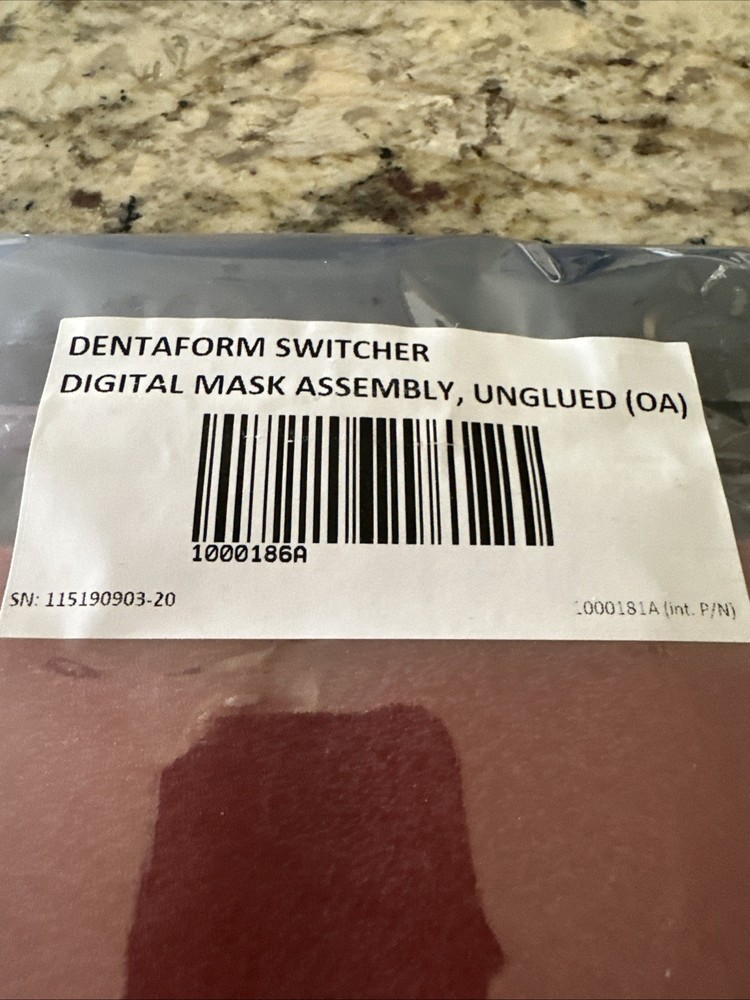 DENTAFORM SWITCHER
DIGITAL MASK ASSEMBLY, UNGLUED (OA)
1000186A
SN: 115190903-20
1000181A (int. P/N)